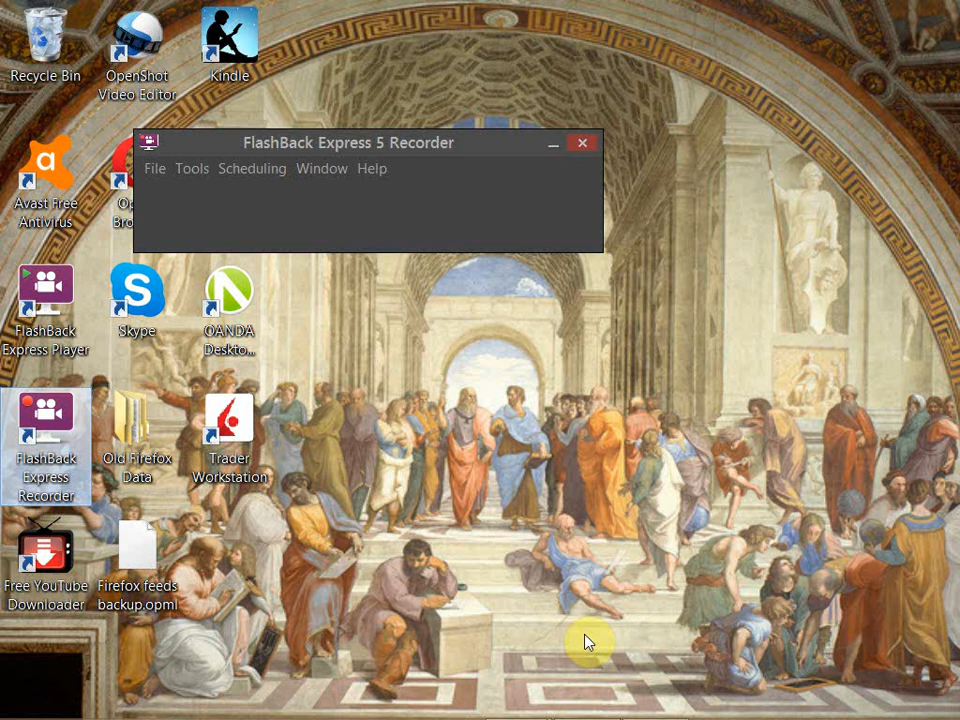 Recycle Bin
OpenShot
Video Editor
Kindle
FlashBack Express 5 Recorder
File Tools Scheduling Window Help
Avast Free
Antivirus
FlashBack
Express Player
Skype
OANDA
Deskto...
FlashBack
Express
Recorder
Old Firefox
Data
Trader
Workstation
Free YouTube
Downloader
Firefox feeds
backup.opml